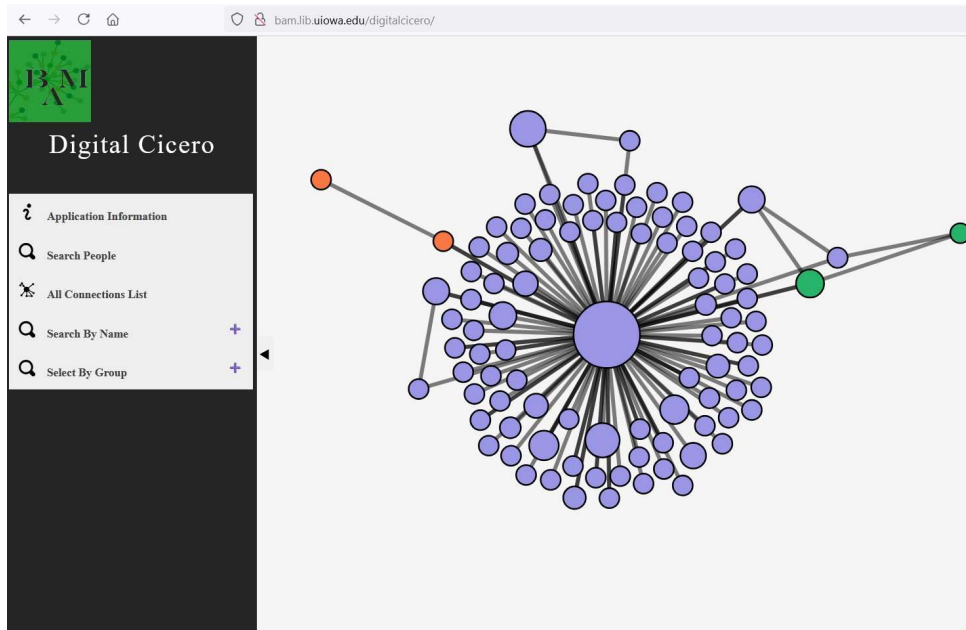 bam.lib.uiowa.edu/digitalcicero/
BAM
Digital Cicero
Application Information
Search People
All Connections List
Search By Name
Select By Group